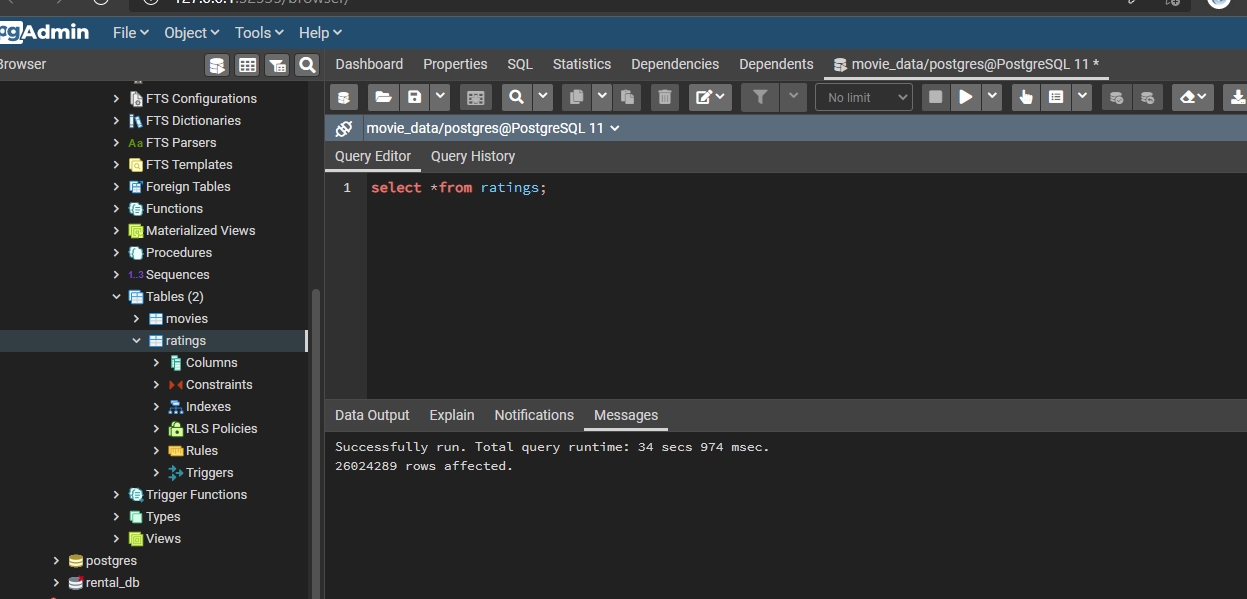 pgAdmin File Object Tools Help
Browser
Dashboard Properties SQL Statistics Dependencies Dependents movie_data/postgres@PostgreSQL 11 *
No limit
movie_data/postgres@PostgreSQL 11
Query Editor Query History
1 select *from ratings;
FTS Configurations
FTS Dictionaries
Aa FTS Parsers
FTS Templates
Foreign Tables
Functions
Materialized Views
Procedures
1..3 Sequences
Tables (2)
movies
ratings
Columns
Constraints
Indexes
RLS Policies
Rules
Triggers
Trigger Functions
Types
Views
postgres
rental_db
Data Output Explain Notifications Messages
Successfully run. Total query runtime: 34 secs 974 msec.
26024289 rows affected.